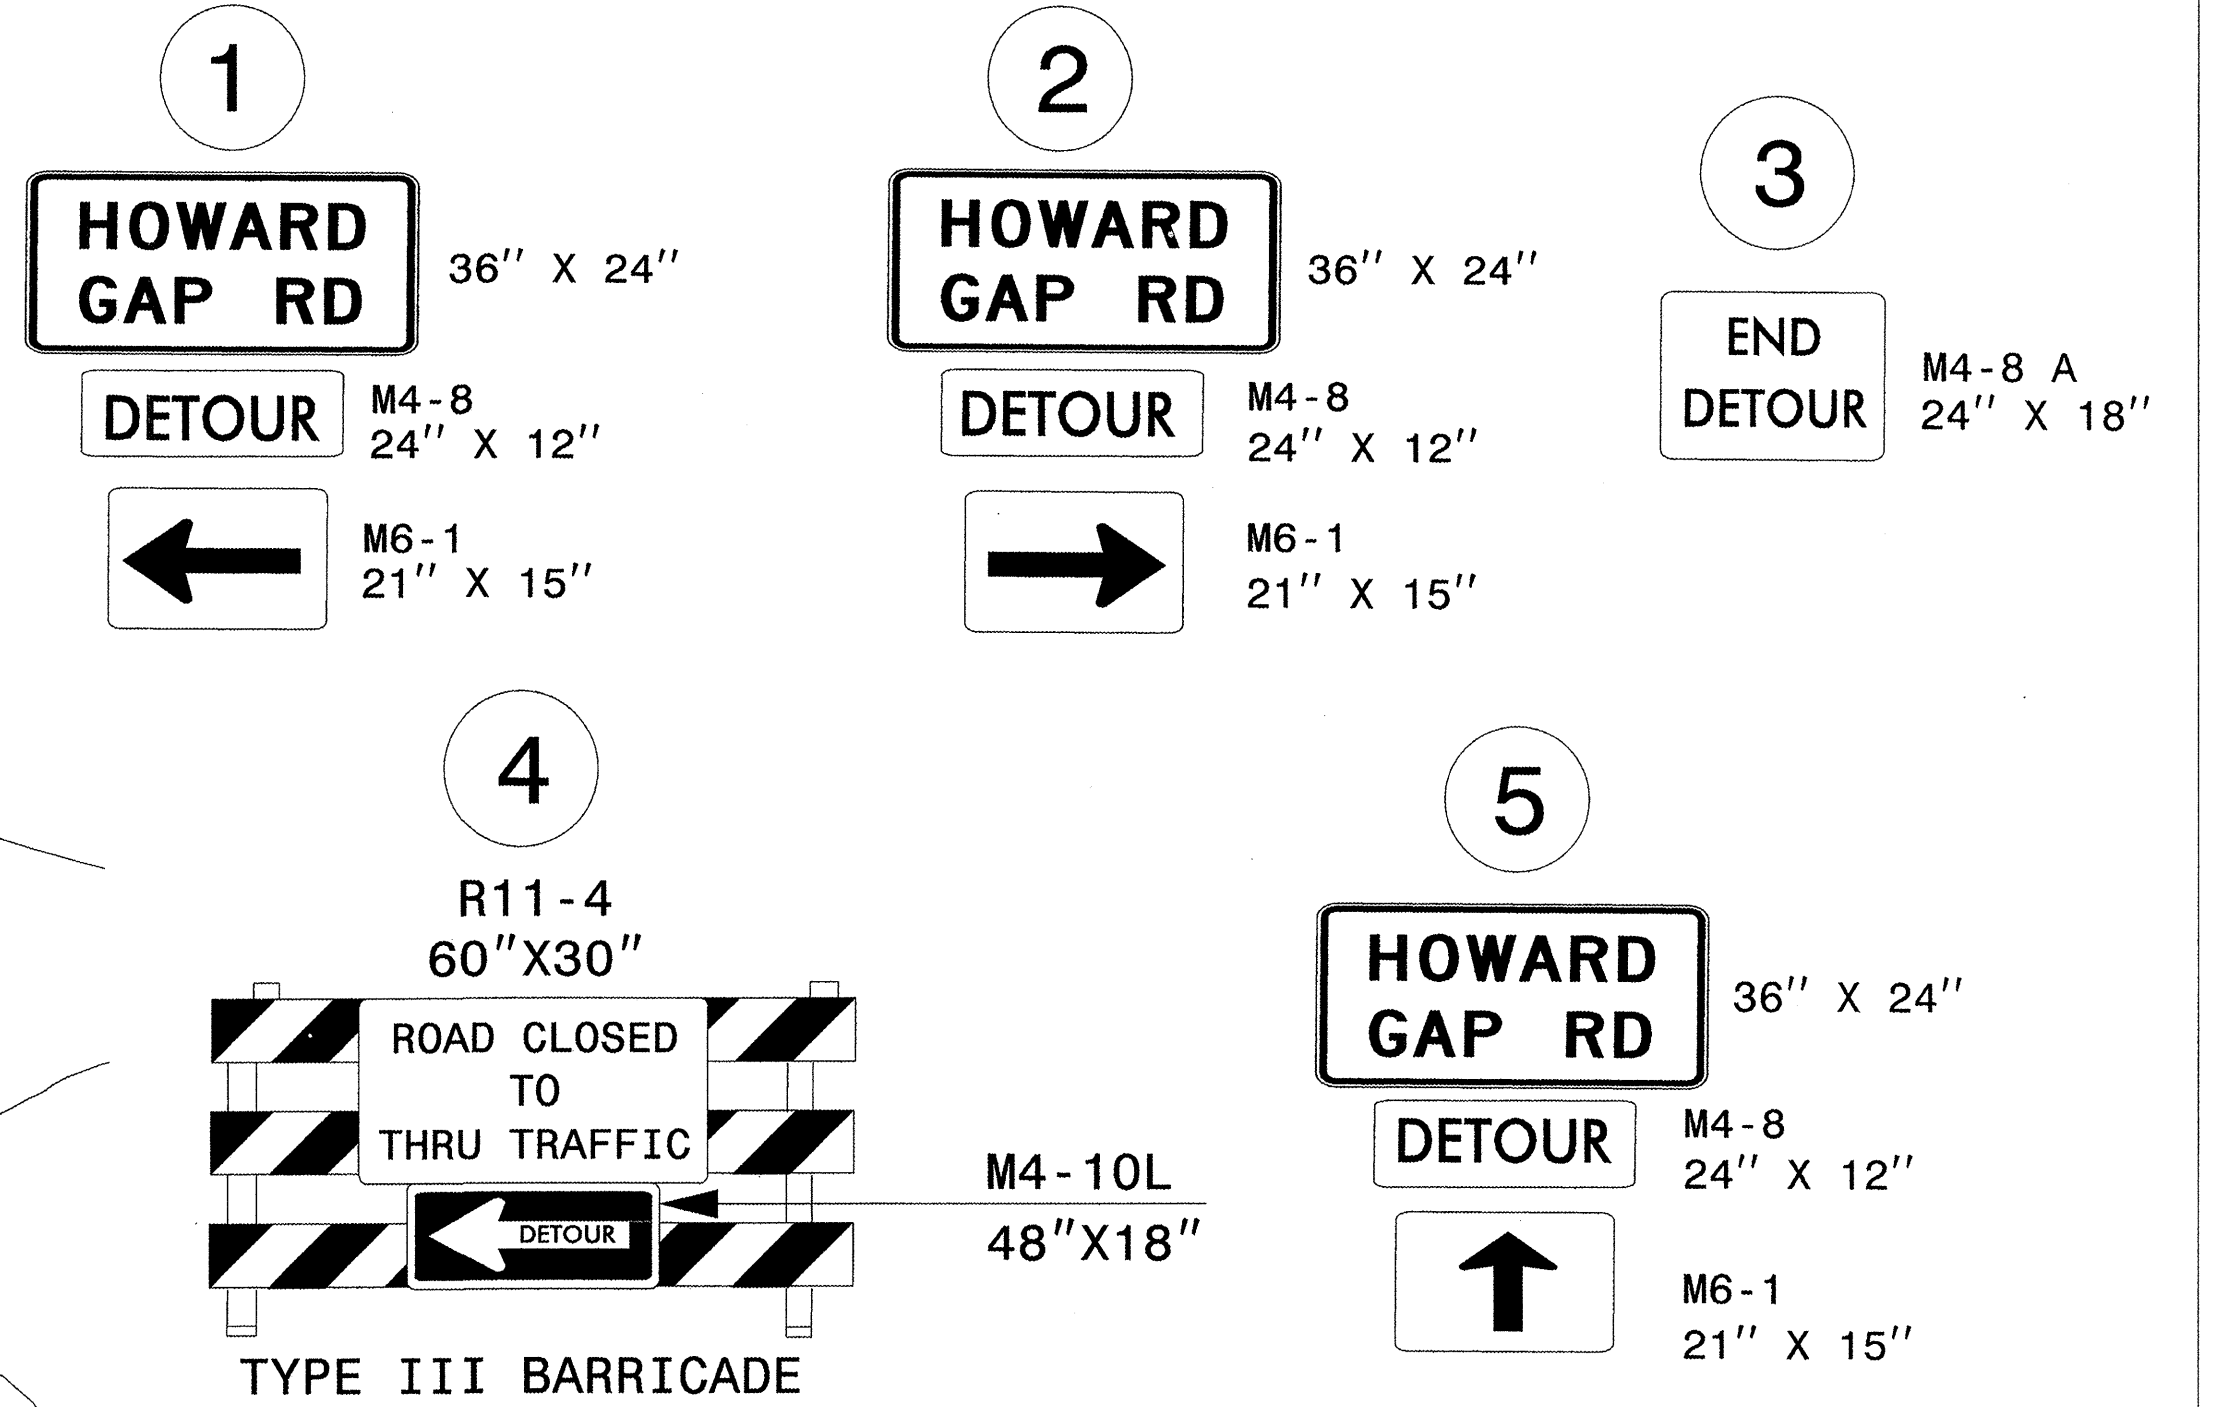 1
HOWARD
GAP RD
36" X 24"
DETOUR
M4-8
24" X 12"
M6-1
21" X 15"
2
HOWARD
GAP RD
36" X 24"
DETOUR
M4-8
24" X 12"
M6-1
21" X 15"
3
END
DETOUR
M4-8 A
24" X 18"
4
R11-4
60"X30"
ROAD CLOSED
TO
THRU TRAFFIC
DETOUR
M4-10L
48"X18"
TYPE III BARRICADE
5
HOWARD
GAP RD
36" X 24"
DETOUR
M4-8
24" X 12"
M6-1
21" X 15"